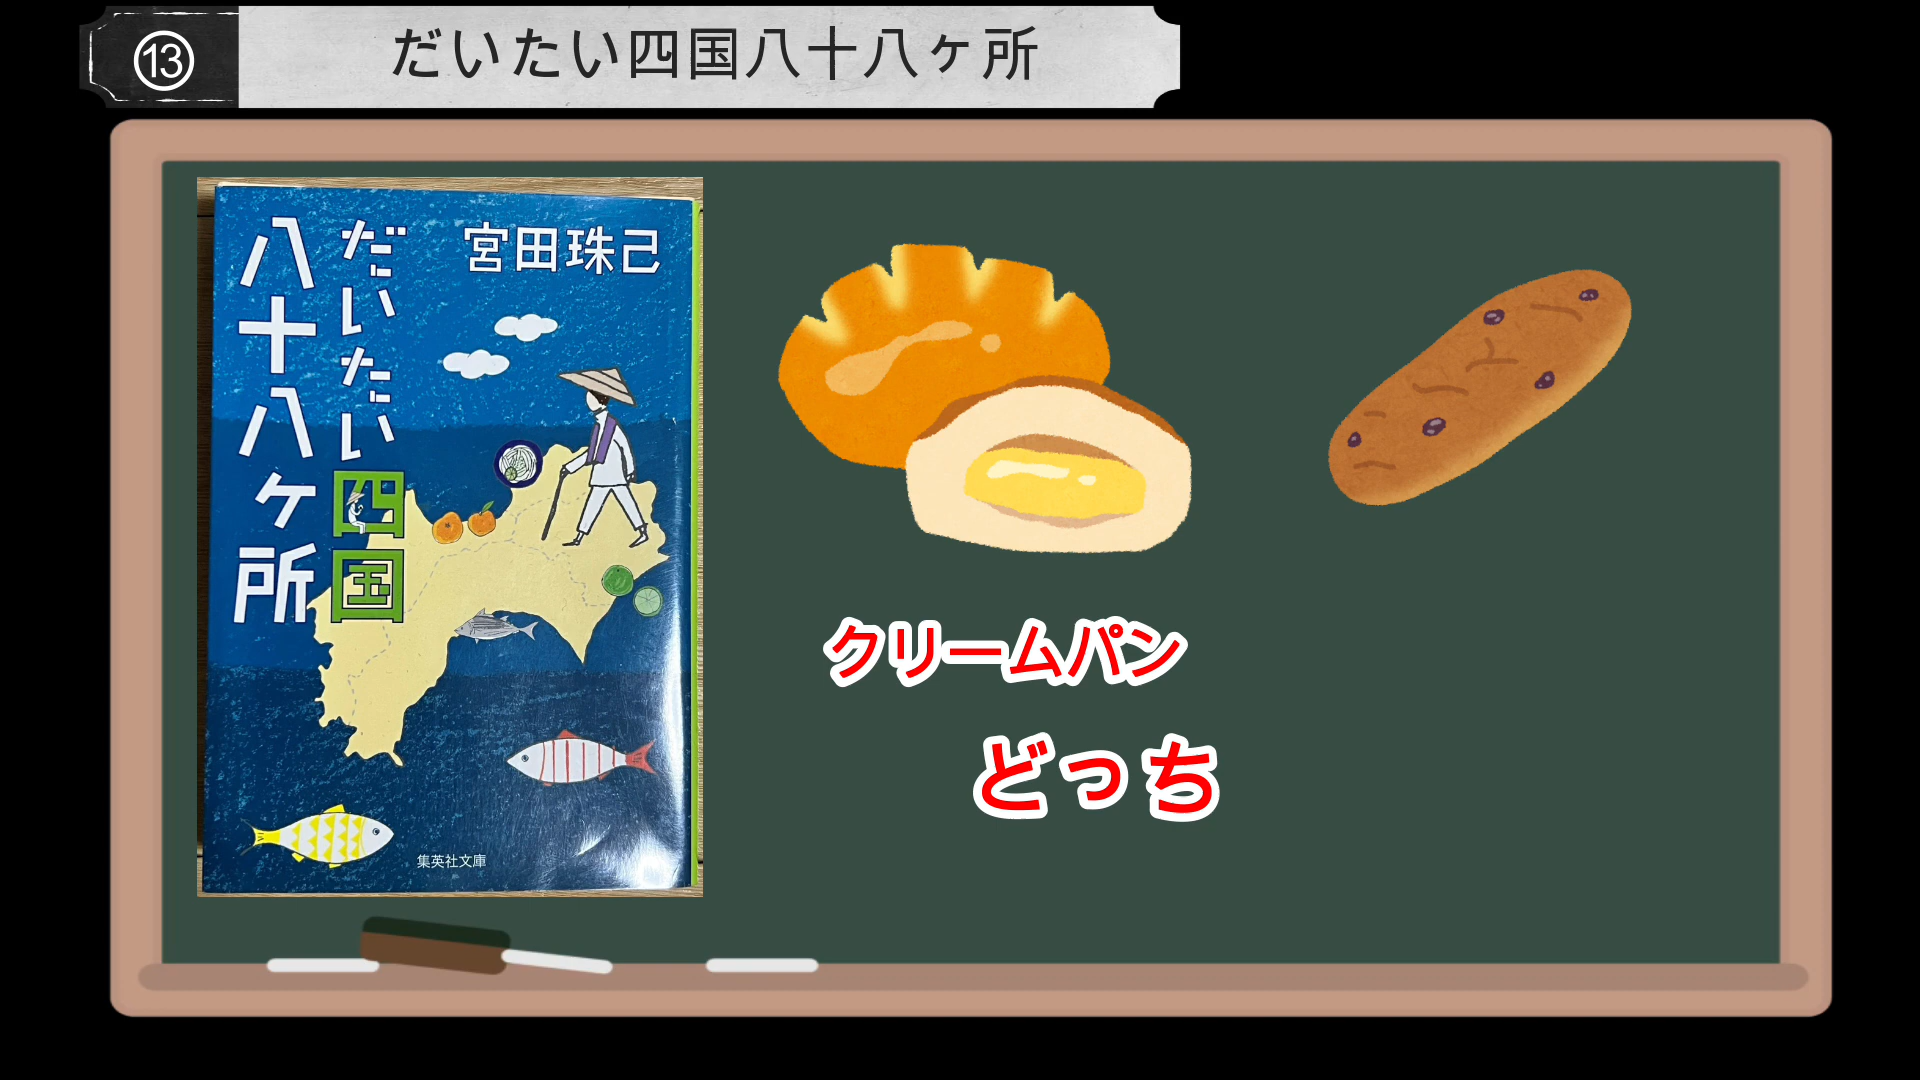 ⑬
だいたい四国八十八ヶ所
宮田珠己
だいたい四国
八十八ヶ所
集英社文庫
クリームパン
どっち